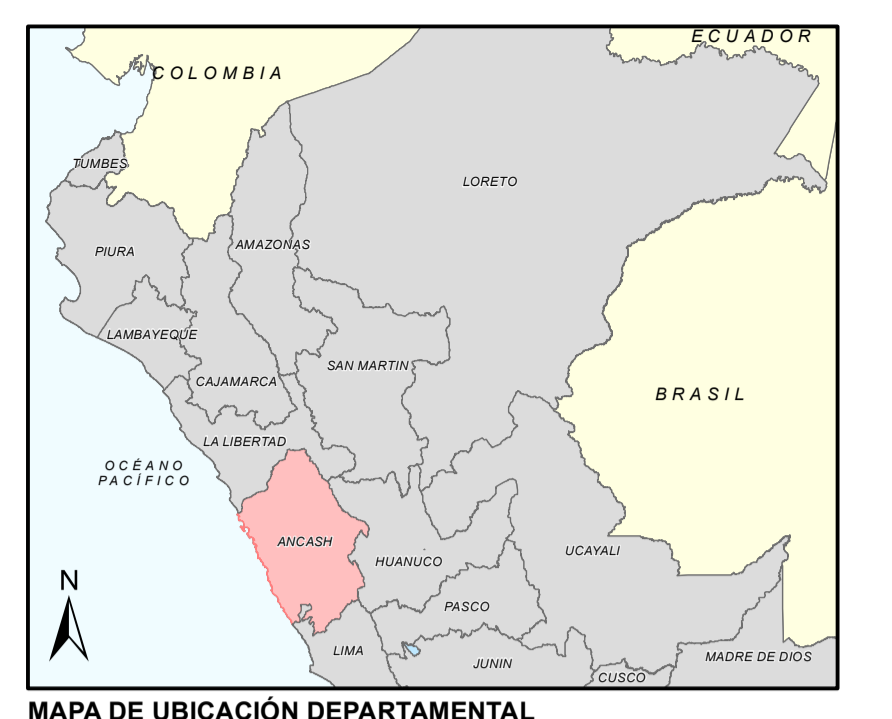 ECUADOR
COLOMBIA
TUMBES
LORETO
AMAZONAS
PIURA
LAMBAYEQUE
SAN MARTIN
CAJAMARCA
BRASIL
LA LIBERTAD
OCÉANO
PACÍFICO
ANCASH
UCAYALI
HUANUCO
N
PASCO
LIMA
MADRE DE DIOS
JUNIN
CUSCO
MAPA DE UBICACIÓN DEPARTAMENTAL